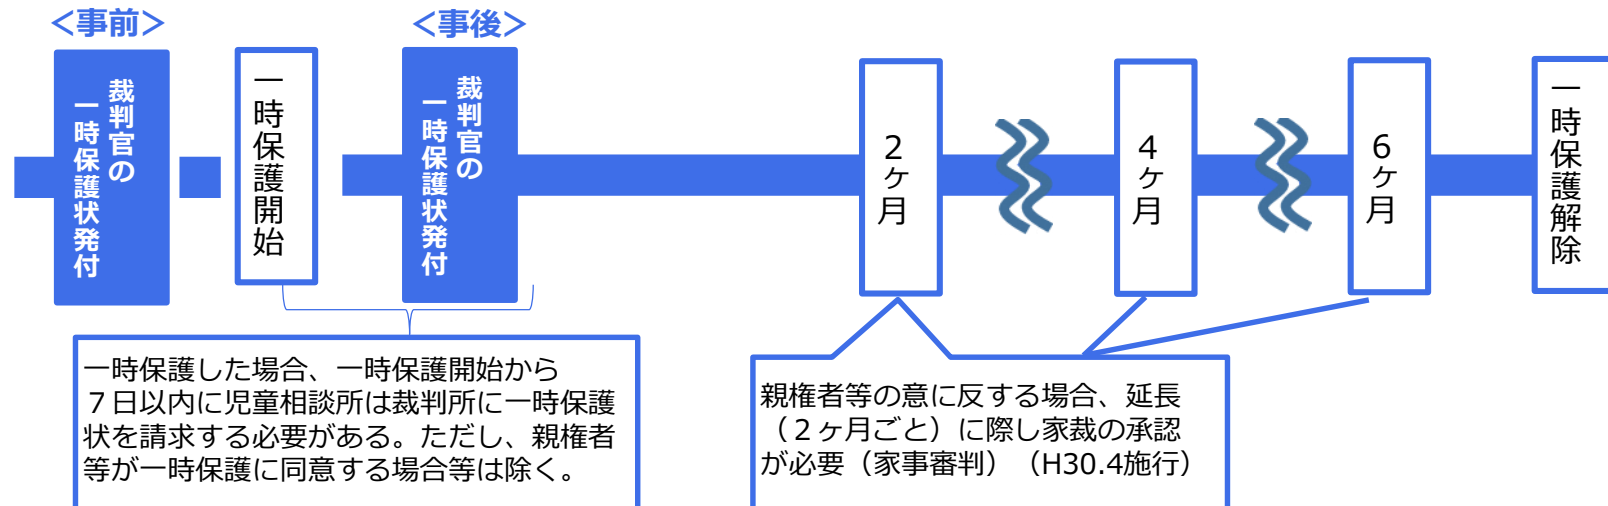 ＜事前＞
裁判官の
一時保護状発付
一時保護開始
＜事後＞
裁判官の
一時保護状発付
２ヶ月
４ヶ月
６ヶ月
一時保護解除
一時保護した場合、一時保護開始から
７日以内に児童相談所は裁判所に一時保護
状を請求する必要がある。ただし、親権者
等が一時保護に同意する場合等は除く。
親権者等の意に反する場合、延長
（２ヶ月ごと）に際し家裁の承認
が必要（家事審判）（H30.4施行）